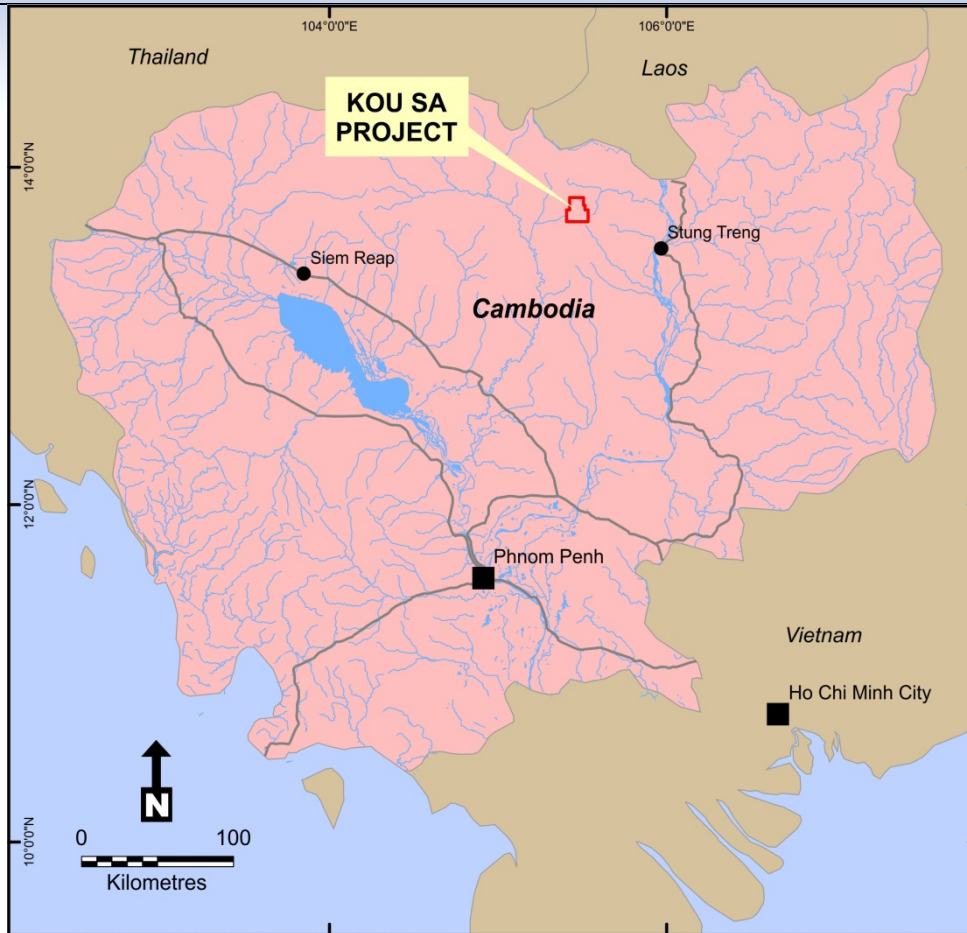 104°0'0"E
106°0'0"E
Thailand
Laos
KOU SA
PROJECT
14°0'0"N
Stung Treng
Siem Reap
Cambodia
12°0'0"N
Phnom Penh
Vietnam
Ho Chi Minh City
N
0 100
Kilometres
10°0'0"N